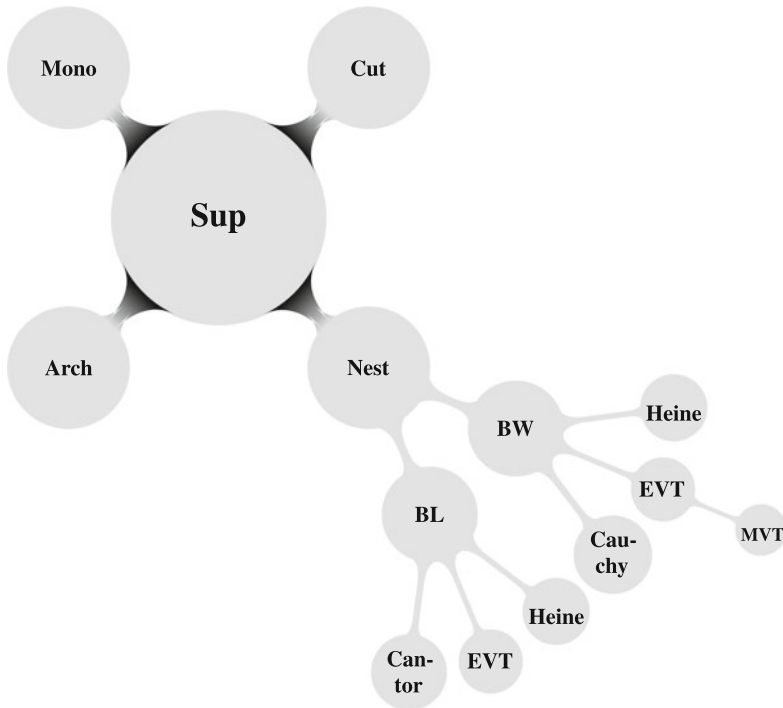 Mono
Cut
Sup
Arch
Nest
BW
Heine
EVT
MVT
Cau-
chy
BL
Heine
EVT
Can-
tor